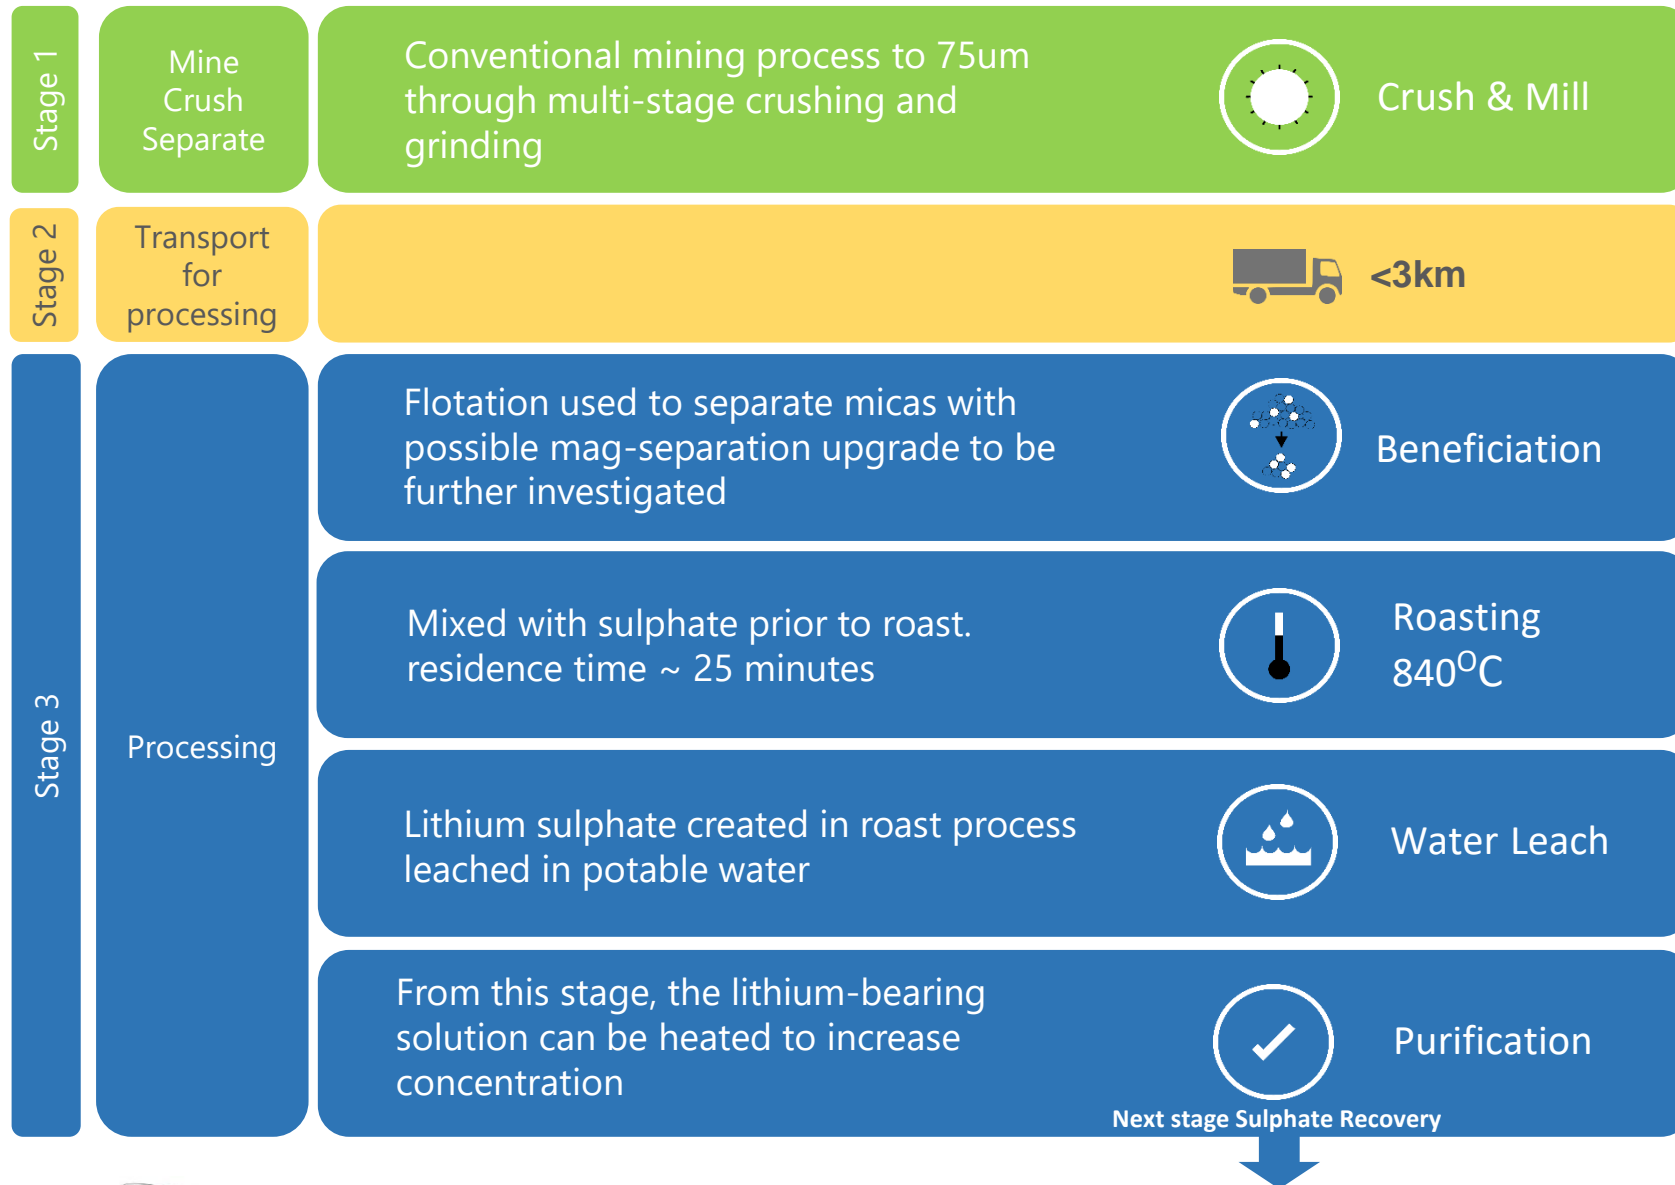 Stage 1
Mine
Crush
Separate
Conventional mining process to 75um
through multi-stage crushing and
grinding
Crush & Mill
Stage 2
Transport
for
processing
<3km
Stage 3
Processing
Flotation used to separate micas with
possible mag-separation upgrade to be
further investigated
Beneficiation
Mixed with sulphate prior to roast.
residence time ~ 25 minutes
Roasting
840°C
Lithium sulphate created in roast process
leached in potable water
Water Leach
From this stage, the lithium-bearing
solution can be heated to increase
concentration
Purification
Next stage Sulphate Recovery